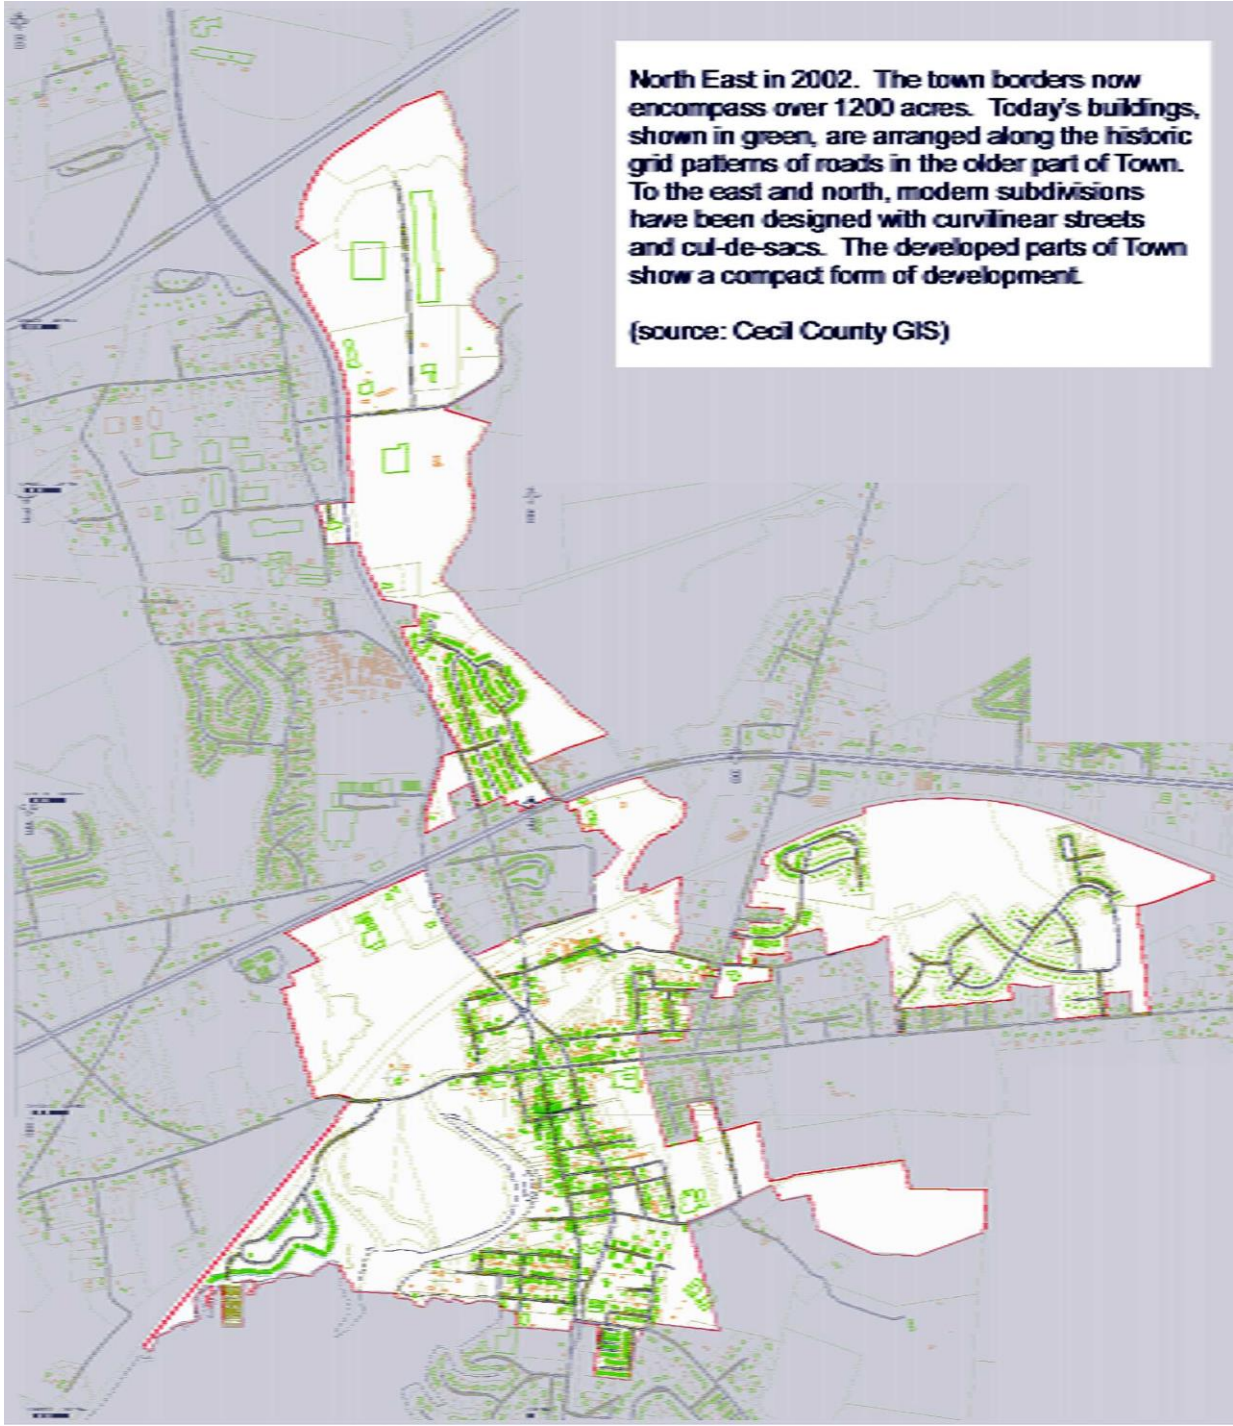 North East in 2002. The town borders now
encompass over 1200 acres. Today's buildings,
shown in green, are arranged along the historic
grid patterns of roads in the older part of Town.
To the east and north, modern subdivisions
have been designed with curvilinear streets
and cul-de-sacs. The developed parts of Town
show a compact form of development.
(source: Cecil County GIS)